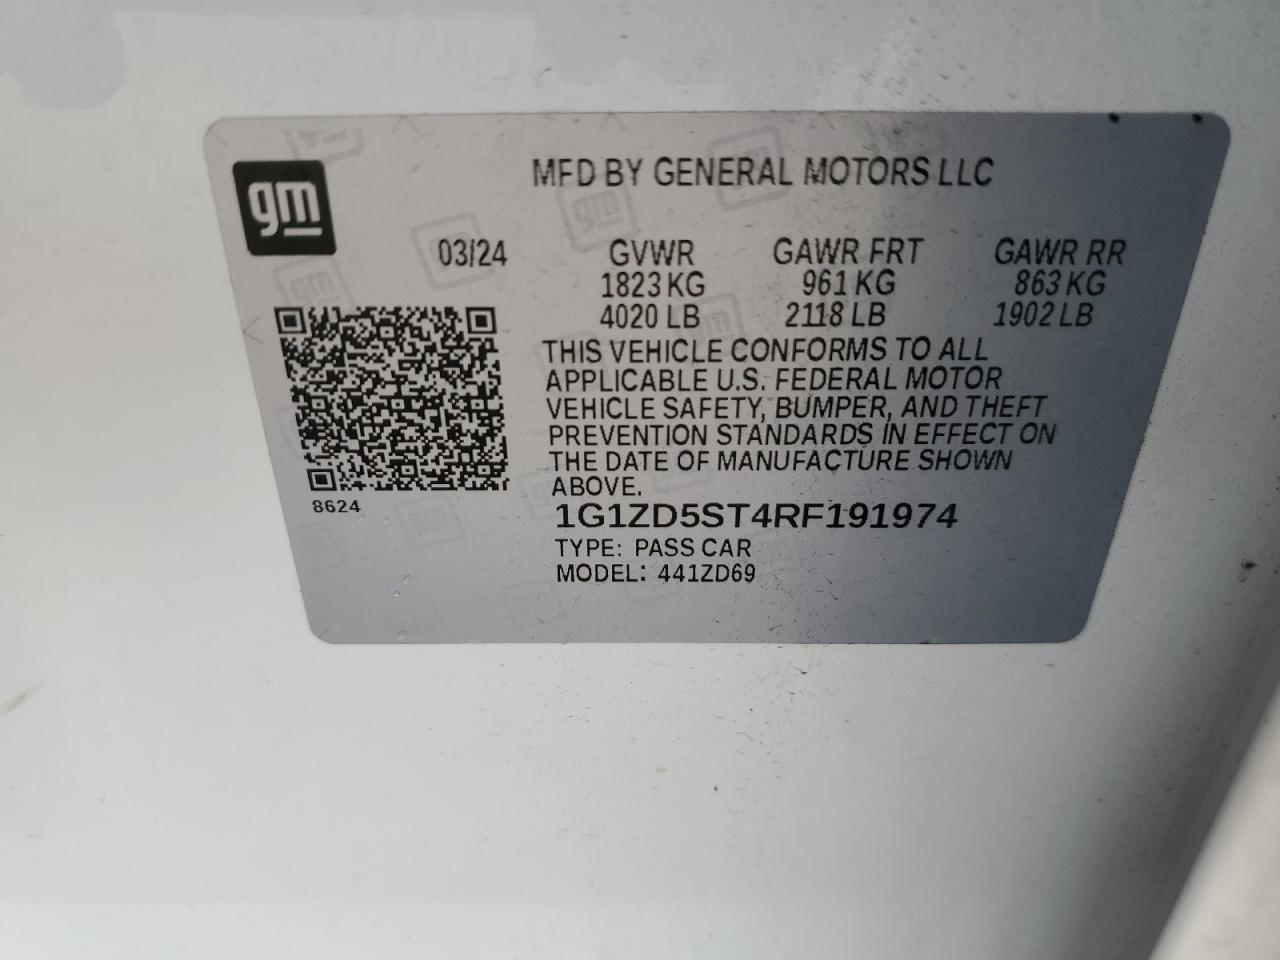 gm
MFD BY GENERAL MOTORS LLC
03/24 GVWR GAWR FRT GAWR RR
1823 KG 961 KG 863 KG
4020 LB 2118 LB 1902 LB
THIS VEHICLE CONFORMS TO ALL
APPLICABLE U.S. FEDERAL MOTOR
VEHICLE SAFETY, BUMPER, AND THEFT
PREVENTION STANDARDS IN EFFECT ON
THE DATE OF MANUFACTURE SHOWN
ABOVE.
8624
1G1ZD5ST4RF191974
TYPE: PASS CAR
MODEL: 441ZD69